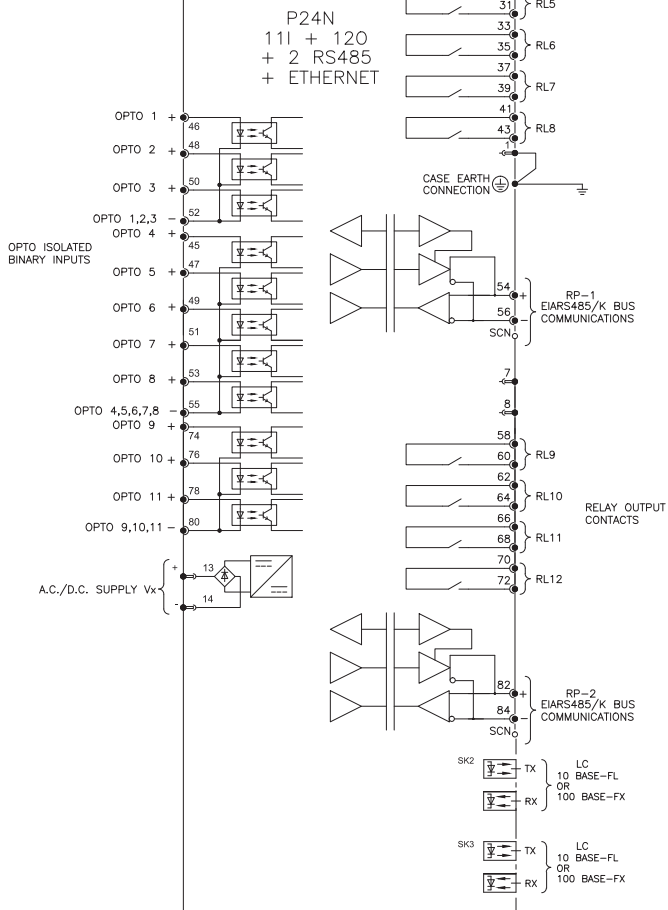 P24N
11I + 12O
+ 2 RS485
+ ETHERNET
31
RL5
33
35
RL6
37
39
RL7
41
43
RL8
1
CASE EARTH
CONNECTION
OPTO ISOLATED
BINARY INPUTS
OPTO 1 +
46
OPTO 2 +
48
OPTO 3 +
50
OPTO 1,2,3 -
52
OPTO 4 +
45
OPTO 5 +
47
OPTO 6 +
49
OPTO 7 +
51
OPTO 8 +
53
OPTO 4,5,6,7,8 -
55
OPTO 9 +
74
OPTO 10 +
76
OPTO 11 +
78
OPTO 9,10,11 -
80
A.C./D.C. SUPPLY Vx
+
13
-
14
54
+
56
-
SCN
RP-1
EIARS485/K BUS
COMMUNICATIONS
7
8
58
60
RL9
62
64
RL10
66
68
RL11
70
72
RL12
RELAY OUTPUT
CONTACTS
82
+
84
-
SCN
RP-2
EIARS485/K BUS
COMMUNICATIONS
SK2
TX
RX
LC
10 BASE-FL
OR
100 BASE-FX
SK3
TX
RX
LC
10 BASE-FL
OR
100 BASE-FX